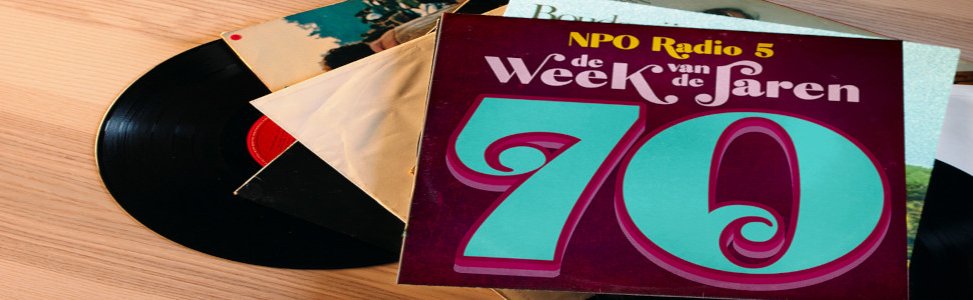 NPO Radio 5
de Week van de Jaren
70